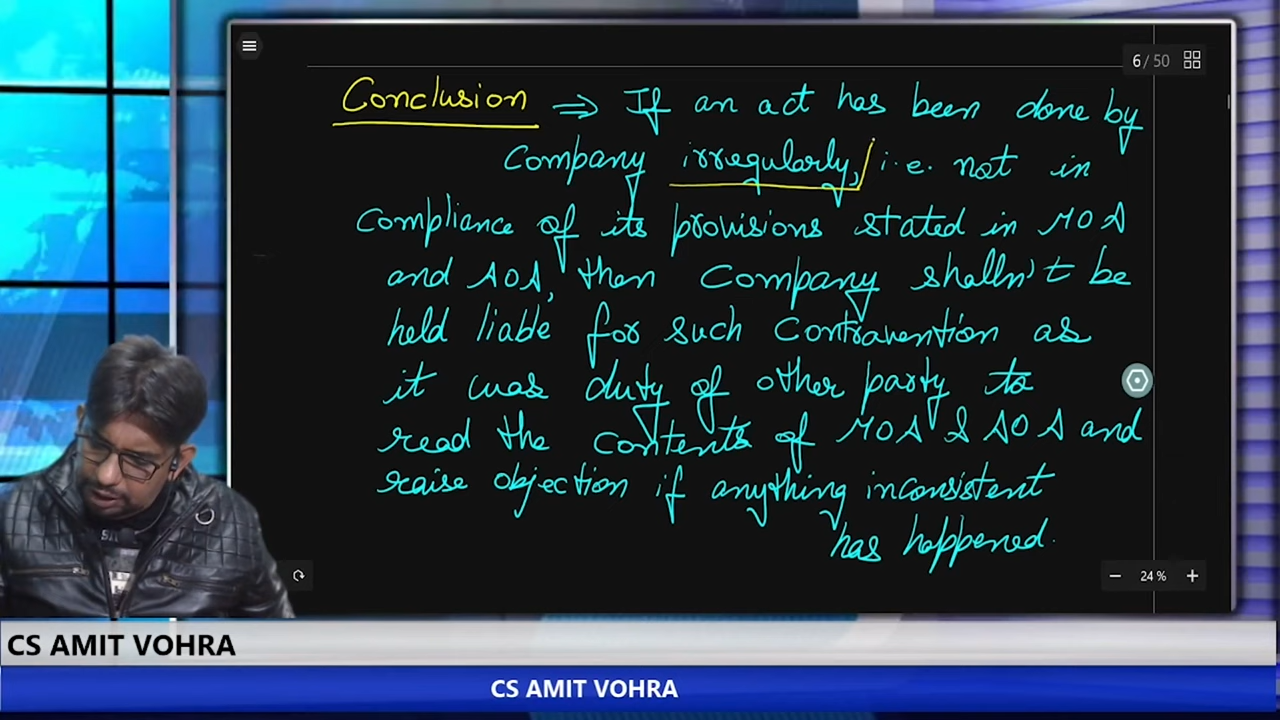 6 / 50
Conclusion ⇒ If an act has been done by
Company irregularly, i.e. not in
compliance of its provisions stated in MOA
and AOA, then Company shalln't be
held liable for such contravention as
it was duty of other party to
read the contents of MOA & AOA and
raise objection if anything inconsistent
has happened.
24 %
CS AMIT VOHRA
CS AMIT VOHRA